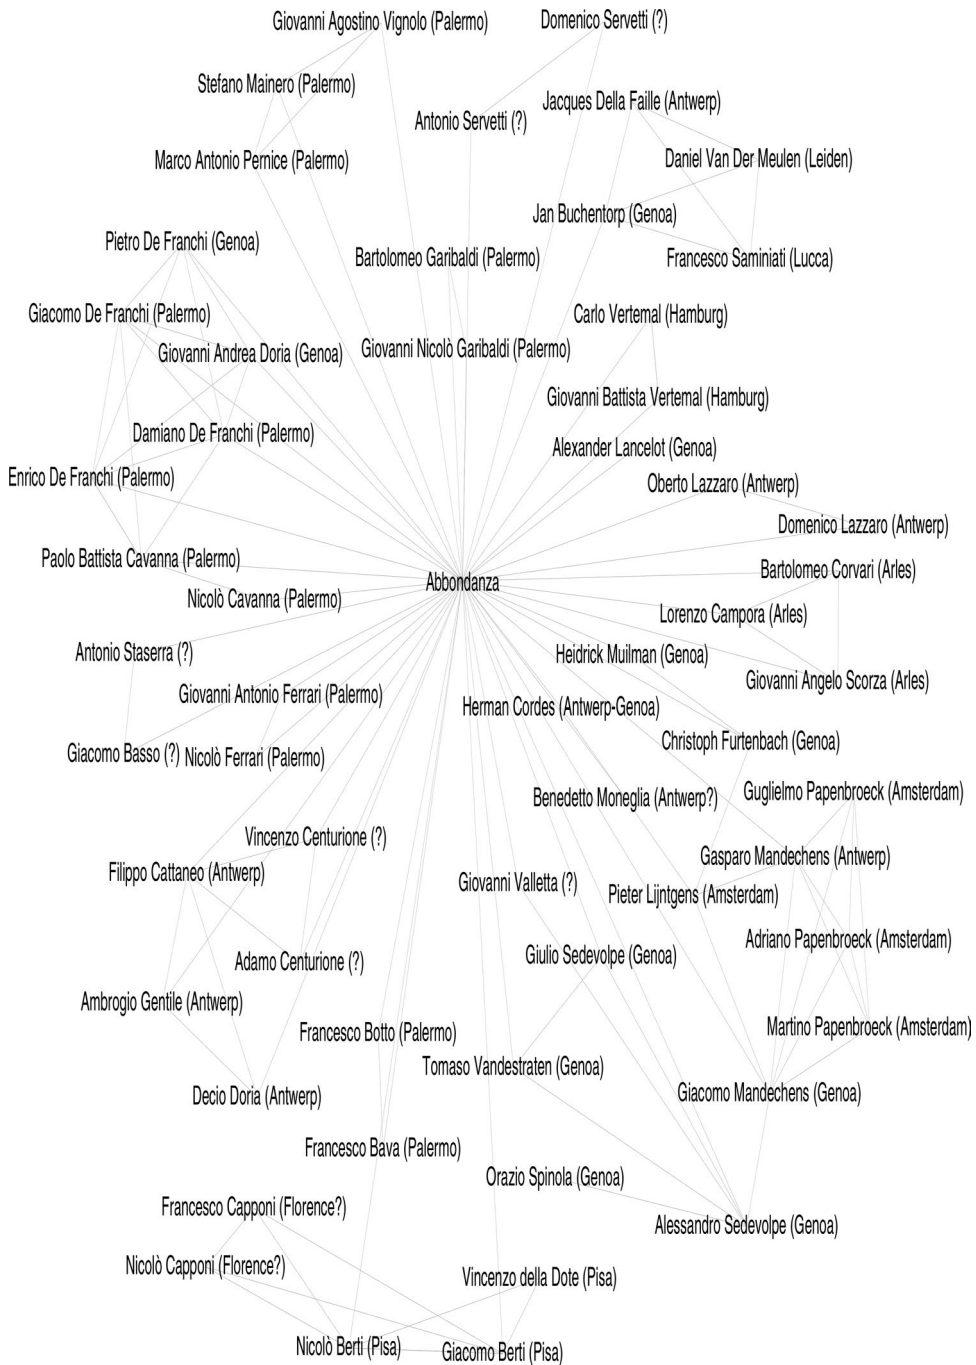 Giovanni Agostino Vignolo (Palermo)
Domenico Servetti (?)
Stefano Mainero (Palermo)
Jacques Della Faille (Antwerp)
Antonio Servetti (?)
Marco Antonio Pernice (Palermo)
Daniel Van Der Meulen (Leiden)
Jan Buchentorp (Genoa)
Pietro De Franchi (Genoa)
Bartolomeo Garibaldi (Palermo)
Francesco Saminiati (Lucca)
Giacomo De Franchi (Palermo)
Carlo Vertemal (Hamburg)
Giovanni Andrea Doria (Genoa)
Giovanni Nicolò Garibaldi (Palermo)
Giovanni Battista Vertemal (Hamburg)
Damiano De Franchi (Palermo)
Alexander Lancelot (Genoa)
Enrico De Franchi (Palermo)
Oberto Lazzaro (Antwerp)
Domenico Lazzaro (Antwerp)
Paolo Battista Cavanna (Palermo)
Abbondanza
Bartolomeo Corvari (Arles)
Nicolò Cavanna (Palermo)
Lorenzo Campora (Arles)
Antonio Staserra (?)
Heidrick Muilman (Genoa)
Giovanni Angelo Scorza (Arles)
Giovanni Antonio Ferrari (Palermo)
Herman Cordes (Antwerp-Genoa)
Christoph Furtenbach (Genoa)
Giacomo Basso (?)
Nicolò Ferrari (Palermo)
Benedetto Moneglia (Antwerp?)
Guglielmo Papenbroeck (Amsterdam)
Vincenzo Centurione (?)
Gasparo Mandechens (Antwerp)
Filippo Cattaneo (Antwerp)
Giovanni Valletta (?)
Pieter Lijntgens (Amsterdam)
Adriano Papenbroeck (Amsterdam)
Adamo Centurione (?)
Giulio Sedevolpe (Genoa)
Ambrogio Gentile (Antwerp)
Francesco Botto (Palermo)
Martino Papenbroeck (Amsterdam)
Tomaso Vandestraten (Genoa)
Decio Doria (Antwerp)
Giacomo Mandechens (Genoa)
Francesco Bava (Palermo)
Orazio Spinola (Genoa)
Francesco Capponi (Florence?)
Alessandro Sedevolpe (Genoa)
Nicolò Capponi (Florence?)
Vincenzo della Dote (Pisa)
Nicolò Berti (Pisa)
Giacomo Berti (Pisa)